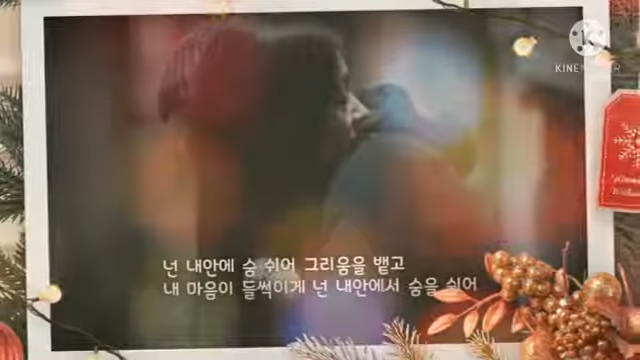 넌 내안에 숨 쉬어 그리움을 뱉고
내 마음이 들썩이게 넌 내안에서 숨을 쉬어